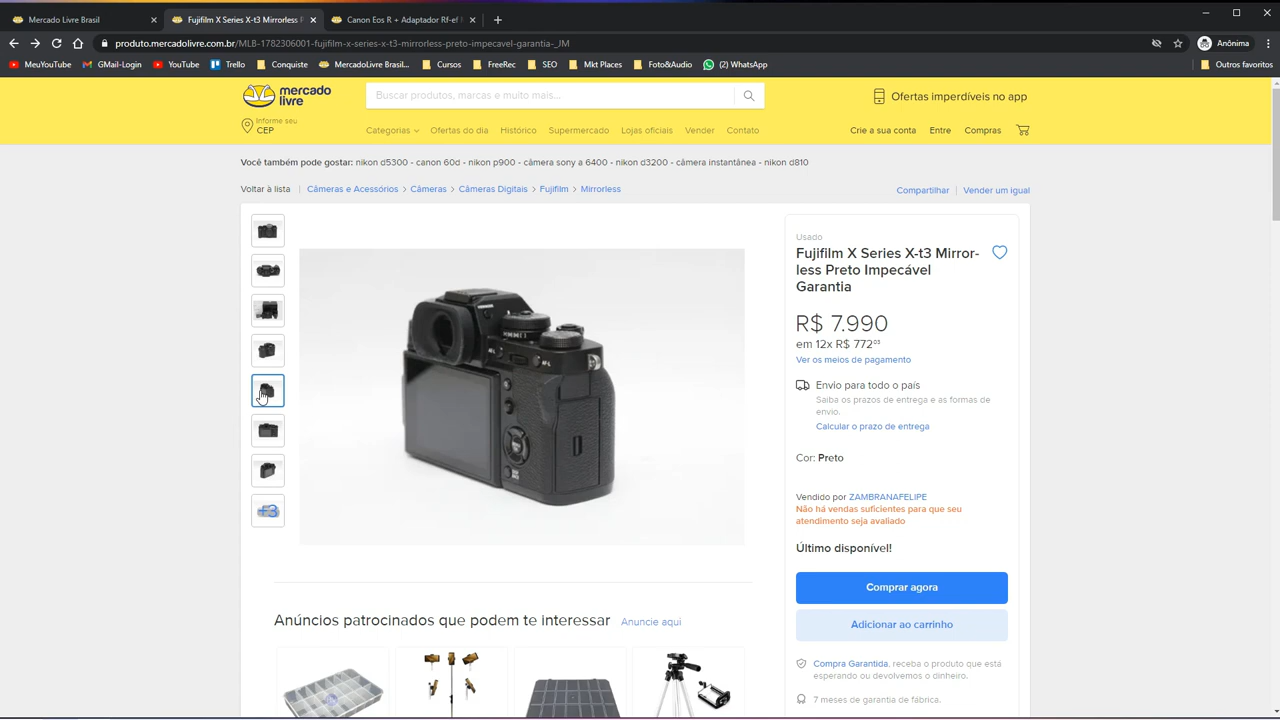 Mercado Livre Brasil
Fujifilm X Series X-t3 Mirrorless P
Canon Eos R + Adaptador Rf-ef
produto.mercadolivre.com.br/MLB-1782306001-fujifilm-x-series-x-t3-mirrorless-preto-impecavel-garantia-_JM
Anônima
MeuYouTube
GMail-Login
YouTube
Trello
Conquiste
MercadoLivre Brasil...
Cursos
FreeRec
SEO
Mkt Places
Foto&Audio
(2) WhatsApp
Outros favoritos
mercado
livre
Buscar produtos, marcas e muito mais...
Ofertas imperdíveis no app
Informe seu
CEP
Categorias
Ofertas do dia
Histórico
Supermercado
Lojas oficiais
Vender
Contato
Crie a sua conta
Entre
Compras
Você também pode gostar: nikon d5300 - canon 60d - nikon p900 - câmera sony a 6400 - nikon d3200 - câmera instantânea - nikon d810
Voltar à lista
Câmeras e Acessórios > Câmeras > Câmeras Digitais > Fujifilm > Mirrorless
Compartilhar
Vender um igual
+3
Usado
Fujifilm X Series X-t3 Mirror-
less Preto Impecável
Garantia
R$ 7.990
em 12x R$ 772⁰³
Ver os meios de pagamento
Envio para todo o país
Saiba os prazos de entrega e as formas de
envio.
Calcular o prazo de entrega
Cor: Preto
Vendido por ZAMBRANAFELIPE
Não há vendas suficientes para que seu
atendimento seja avaliado
Último disponível!
Comprar agora
Adicionar ao carrinho
Compra Garantida, receba o produto que está
esperando ou devolvemos o dinheiro.
7 meses de garantia de fábrica.
Anúncios patrocinados que podem te interessar
Anuncie aqui